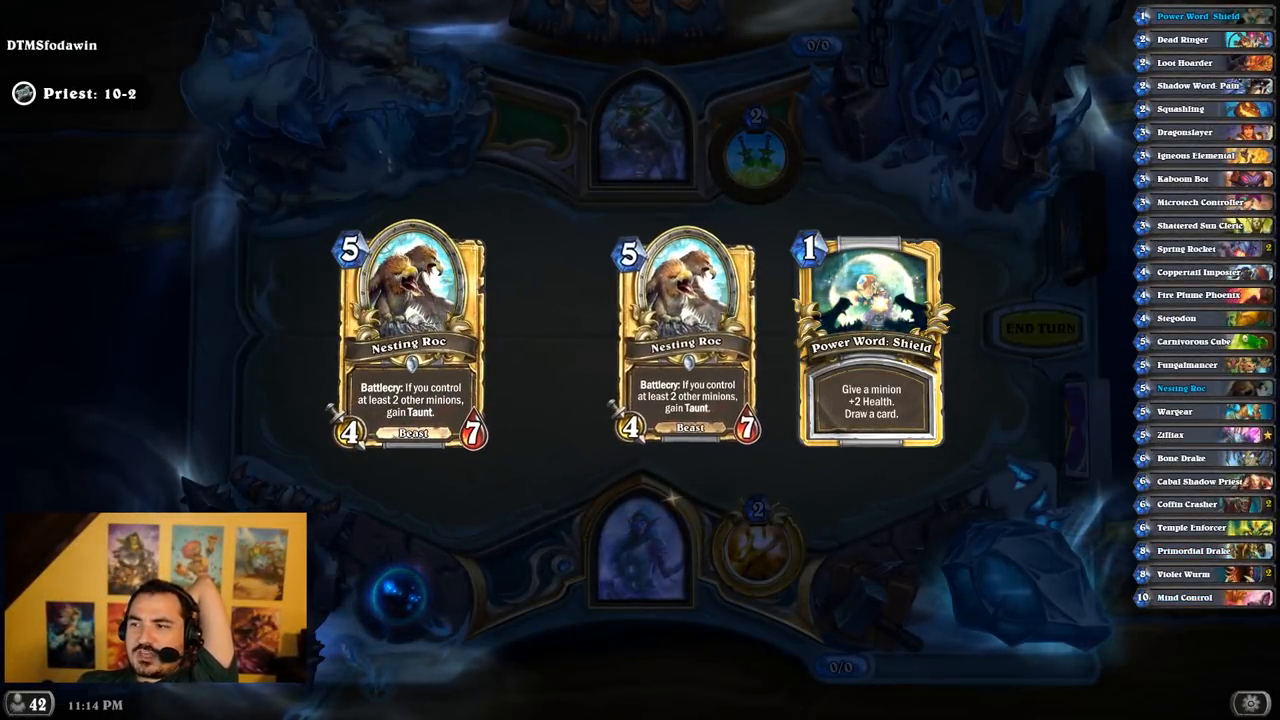 DTMSfodawin
Priest: 10-2
0/0
2
5
Nesting Roc
Battlecry: If you control
at least 2 other minions,
gain Taunt.
4
Beast
7
5
Nesting Roc
Battlecry: If you control
at least 2 other minions,
gain Taunt.
4
Beast
7
1
Power Word: Shield
Give a minion
+2 Health.
Draw a card.
END TURN
2
0/0
1 Power Word Shield
2 Dead Ringer
2 Loot Hoarder
2 Shadow Word Pain
2 Squashling
3 Dragonslayer
3 Igneous Elemental
3 Kaboom Bot
3 Microtech Controller
3 Shattered Sun Cleric
3 Spring Rocket 2
4 Coppertail Imposter
4 Fire Plume Phoenix
4 Stegodon
5 Carnivorous Cube
5 Fungalmancer
5 Nesting Roc
5 Wargear
5 Zilliax
6 Bone Drake
6 Cabal Shadow Priest
6 Coffin Crasher 2
6 Temple Enforcer
8 Primordial Drake
8 Violet Wurm 2
10 Mind Control
42
11:14 PM